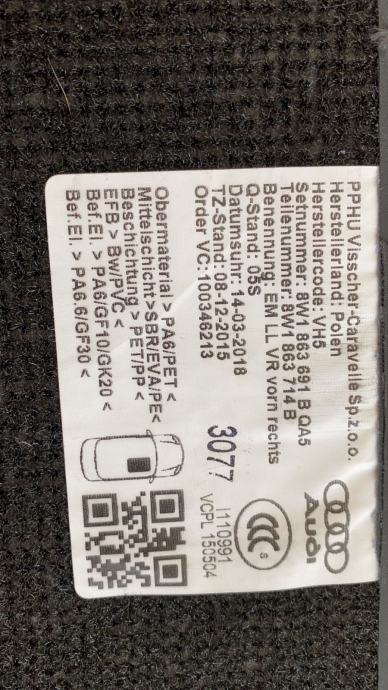 PPHU Visscher-Caravelle Sp.z.o.o.
Herstellerland: Polen
Herstellercode: VH5
Setnummer: 8W1 863 691 B QA5
Teilenummer: 8W1 863 714 B
Benennung: EM LL VR vorn rechts
Q-Stand: 05S
Datumsuhr: 14-03-2018
TZ-Stand: 08-12-2015
Order VC: 100346213
Audi
CCC S
3077
I110991
VCPL 150504
Obermaterial > PA6/PET <
Mittelschicht >SBR/EVA/PE<
Beschichtung > PET/PP <
EFB > Bw/PVC <
Bef.El. > PA6/GF10/GK20 <
Bef.El. > PA6.6/GF30 <